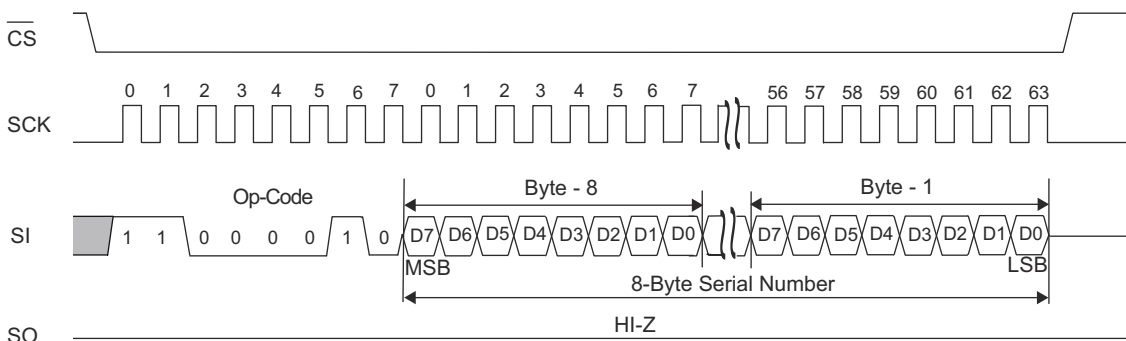 CS
0 1 2 3 4 5 6 7 0 1 2 3 4 5 6 7 56 57 58 59 60 61 62 63
SCK
Op-Code Byte - 8 Byte - 1
SI 1 1 0 0 0 0 1 0 D7 D6 D5 D4 D3 D2 D1 D0 D7 D6 D5 D4 D3 D2 D1 D0
MSB LSB
8-Byte Serial Number
HI-Z
SO